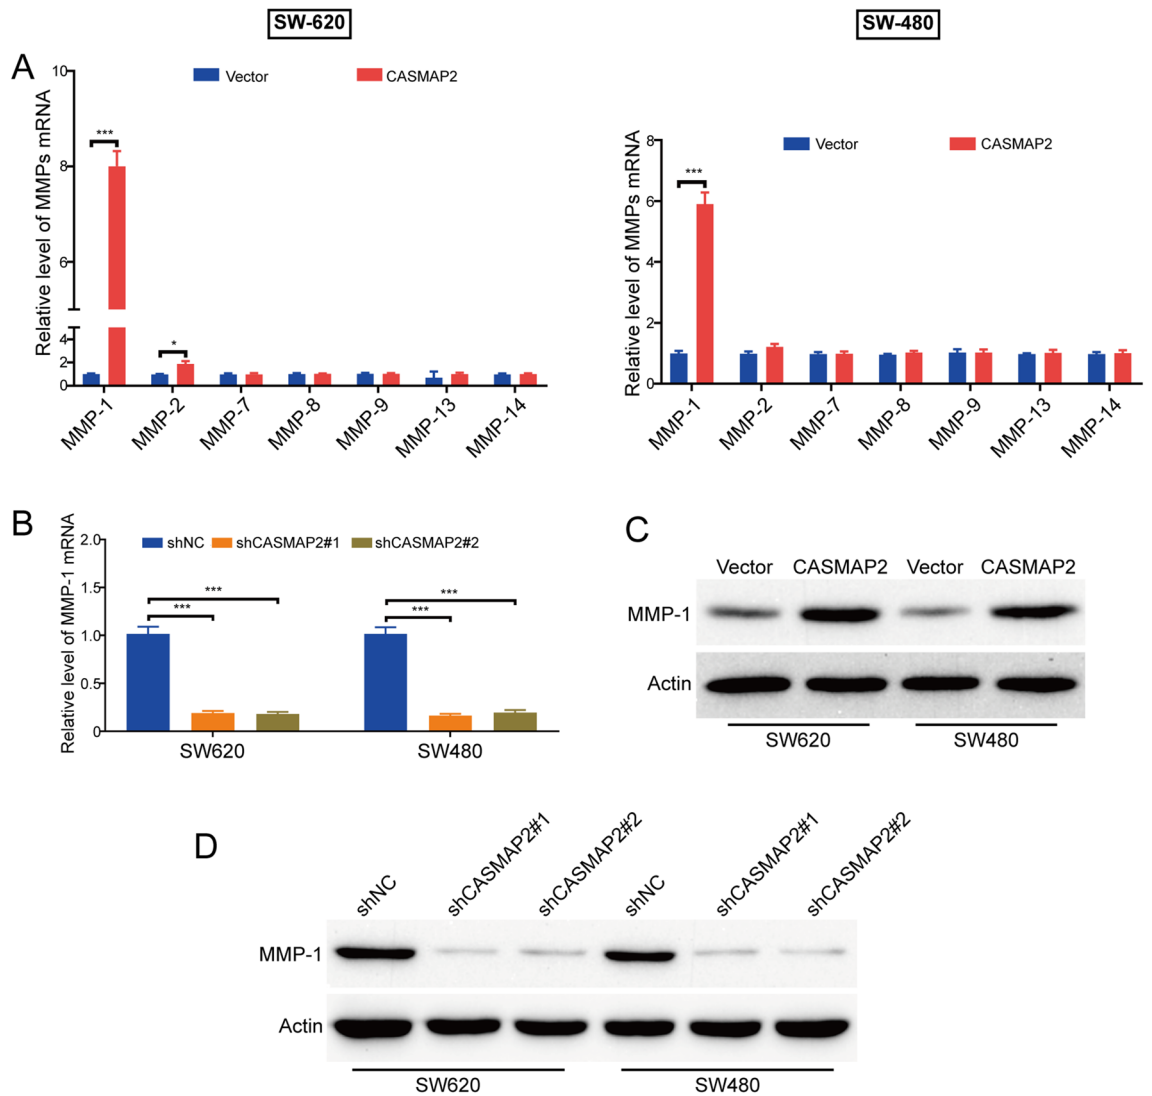 SW-620
SW-480
A
Relative level of MMPs mRNA
10
8
6
4
2
0
Vector
CASMAP2
***
*
MMP-1
MMP-2
MMP-7
MMP-8
MMP-9
MMP-13
MMP-14
Relative level of MMPs mRNA
8
6
4
2
0
Vector
CASMAP2
***
MMP-1
MMP-2
MMP-7
MMP-8
MMP-9
MMP-13
MMP-14
B
Relative level of MMP-1 mRNA
2.0
1.5
1.0
0.5
0
shNC shCASMAP2#1 shCASMAP2#2
***
***
***
***
SW620
SW480
C
Vector CASMAP2 Vector CASMAP2
MMP-1
Actin
SW620
SW480
D
shNC
shCASMAP2#1
shCASMAP2#2
shNC
shCASMAP2#1
shCASMAP2#2
MMP-1
Actin
SW620
SW480